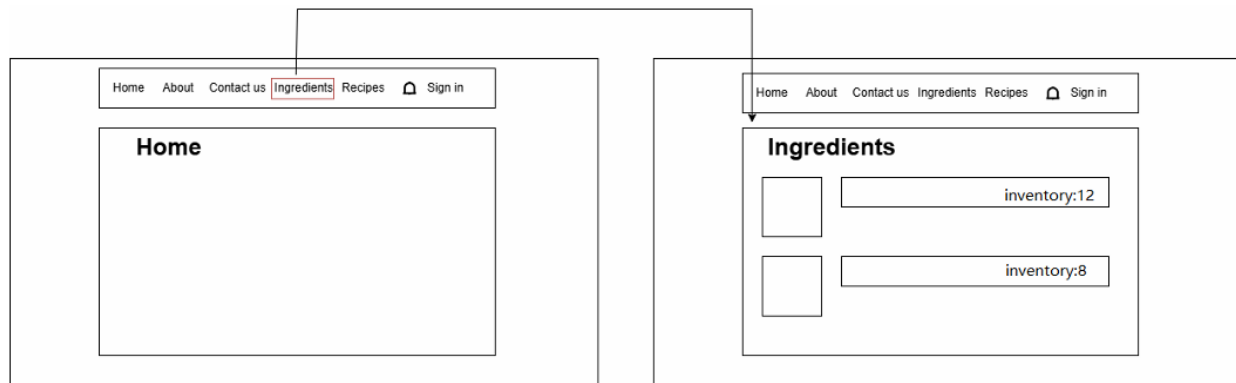 Home About Contact us Ingredients Recipes Sign in
Home
Home About Contact us Ingredients Recipes Sign in
Ingredients
inventory:12
inventory:8